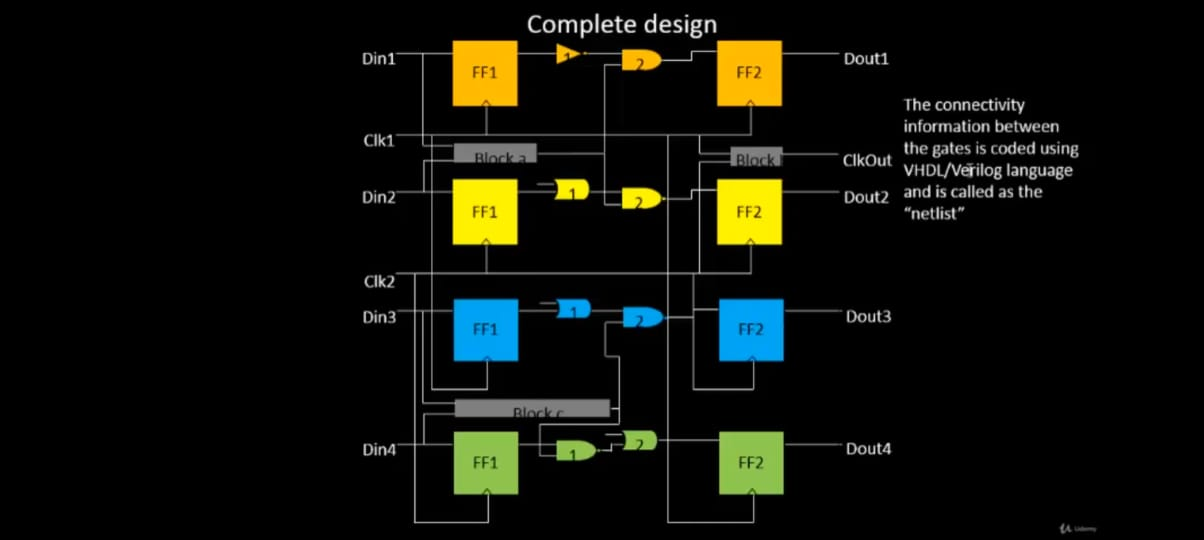 Complete design
Din1
FF1
1
2
FF2
Dout1
The connectivity
information between
the gates is coded using
VHDL/Verilog language
and is called as the
“netlist”
Clk1
Block a
Block
ClkOut
Din2
FF1
1
2
FF2
Dout2
Clk2
Din3
FF1
1
2
FF2
Dout3
Block c
Din4
FF1
1
2
FF2
Dout4
Udemy